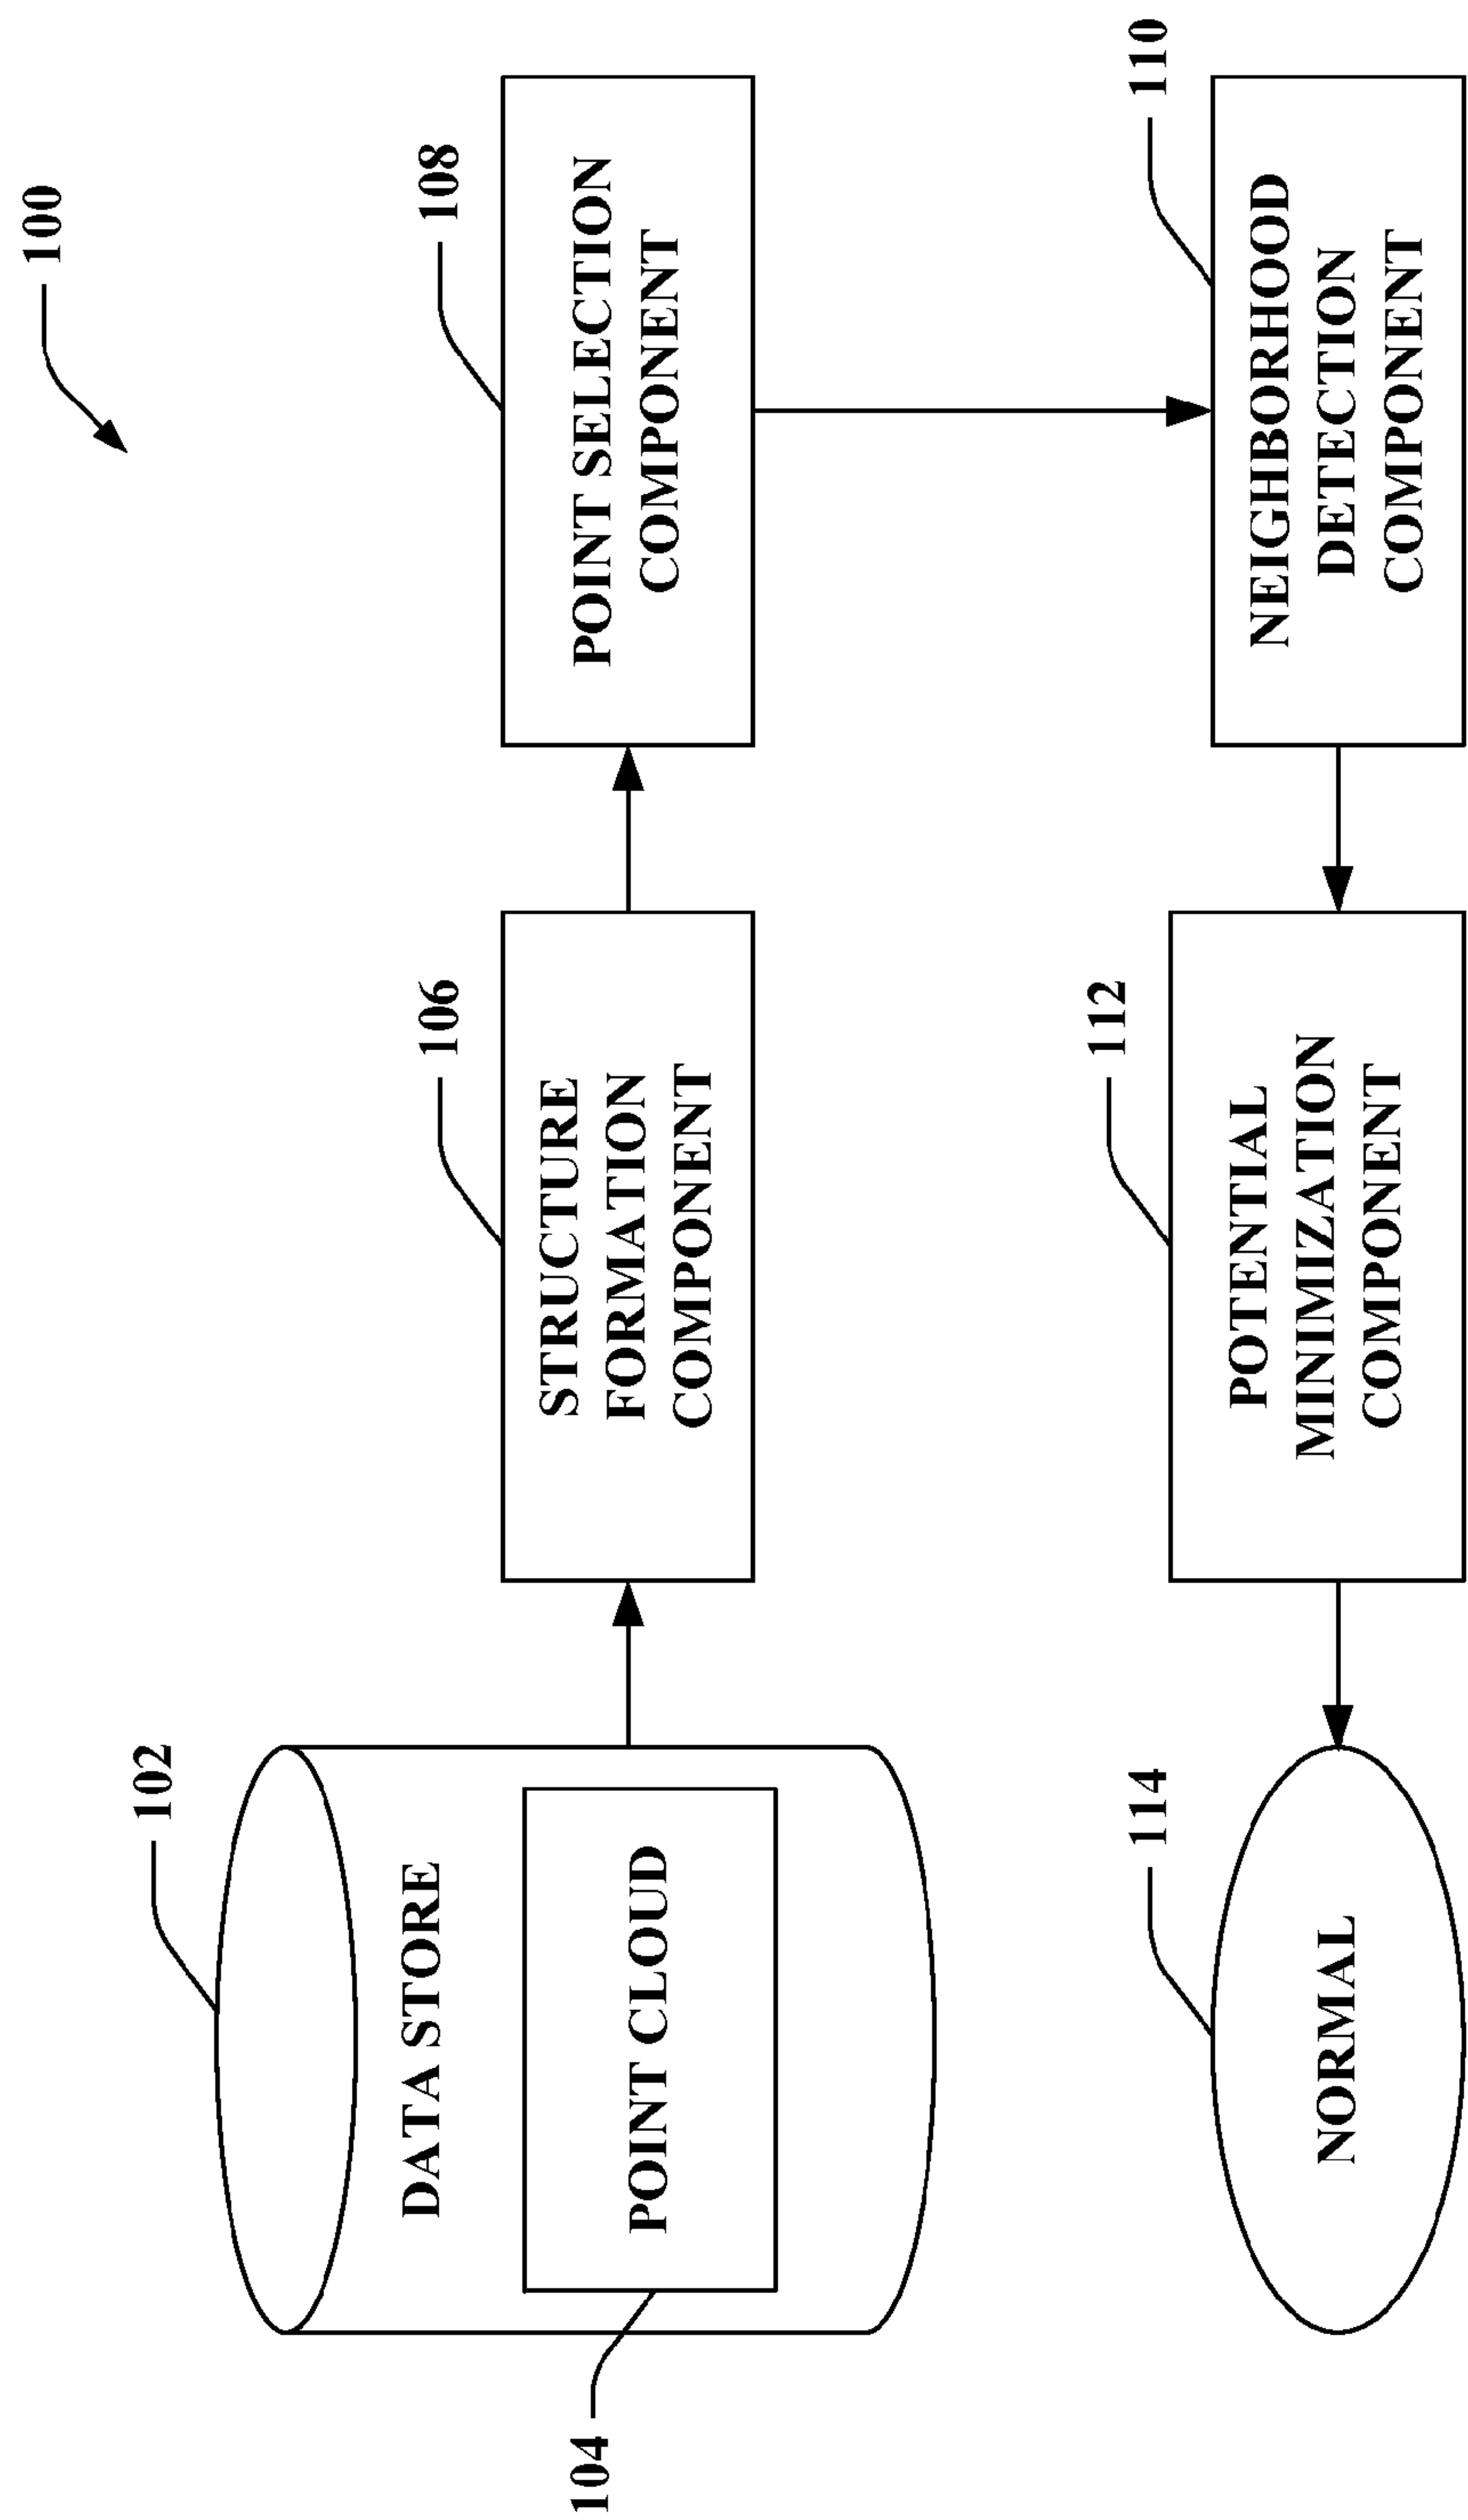 100
102
DATA STORE
POINT CLOUD
104
106
STRUCTURE
FORMATION
COMPONENT
108
POINT SELECTION
COMPONENT
114
NORMAL
112
POTENTIAL
MINIMIZATION
COMPONENT
110
NEIGHBORHOOD
DETECTION
COMPONENT